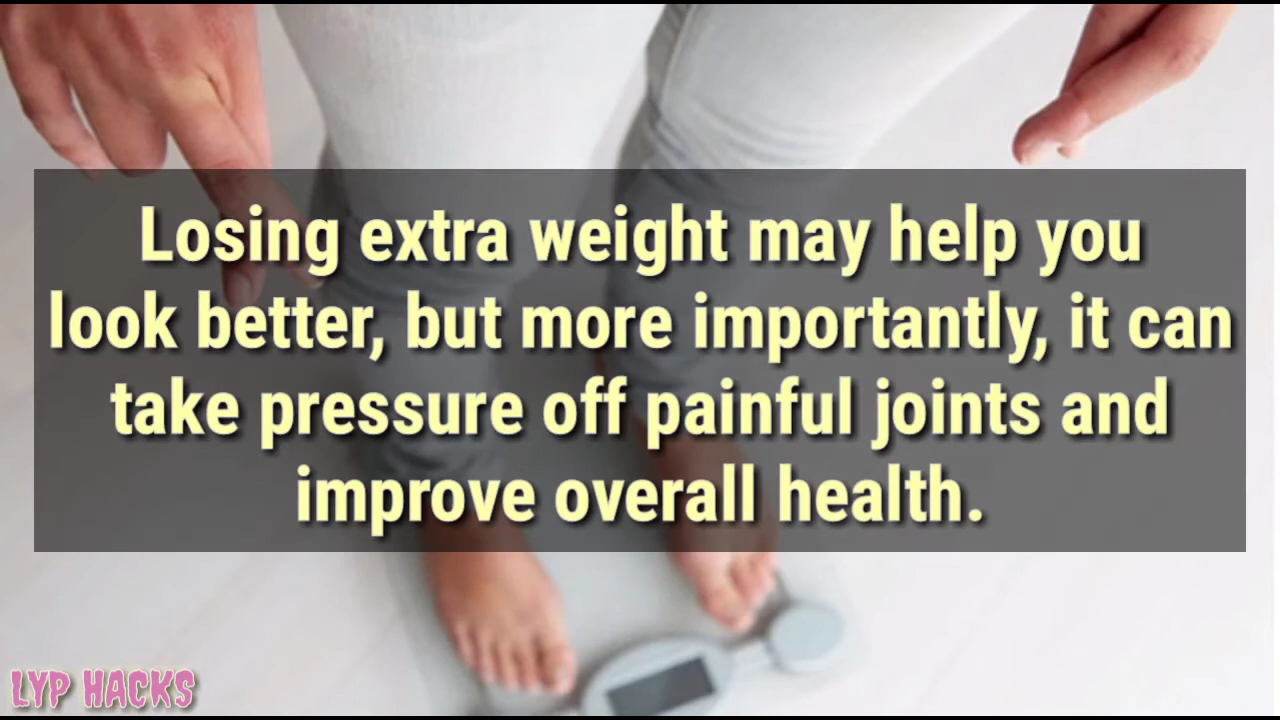 Losing extra weight may help you
look better, but more importantly, it can
take pressure off painful joints and
improve overall health.
LYP HACKS